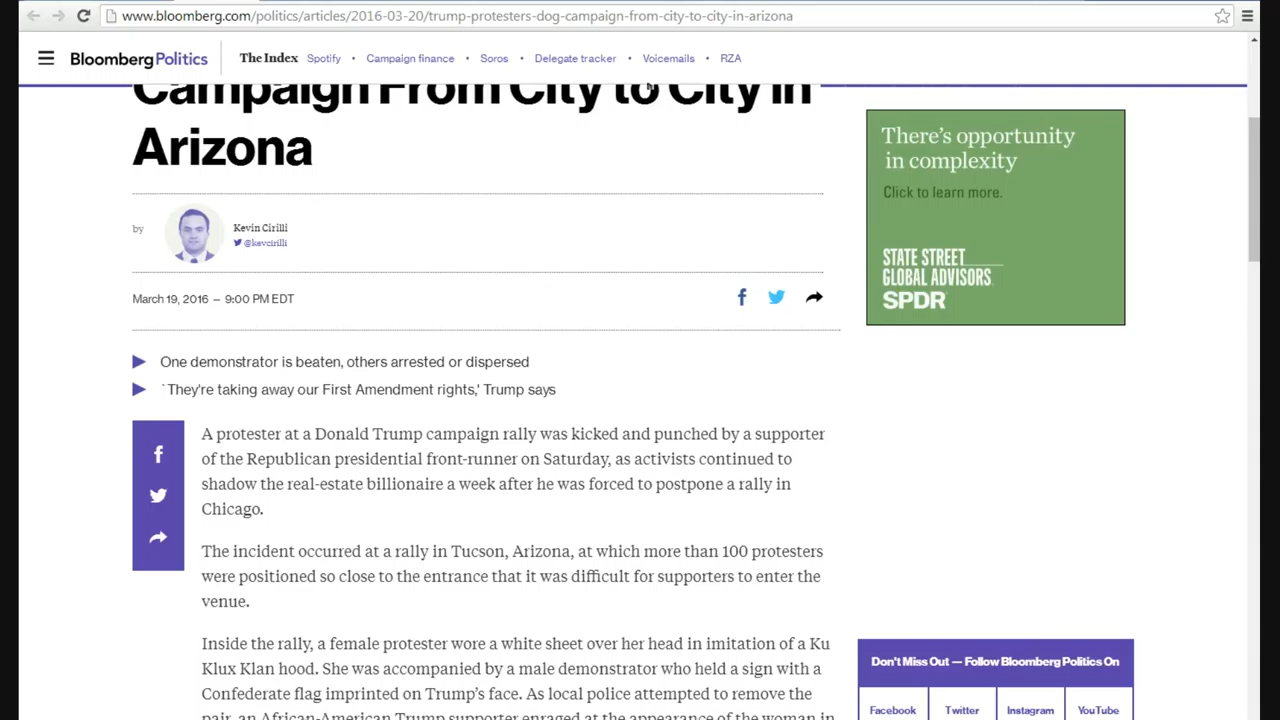 www.bloomberg.com/politics/articles/2016-03-20/trump-protesters-dog-campaign-from-city-to-city-in-arizona
BloombergPolitics The Index Spotify • Campaign finance • Soros • Delegate tracker • Voicemails • RZA
Campaign From City to City in
Arizona
by Kevin Cirilli
@kevcirilli
March 19, 2016 — 9:00 PM EDT
One demonstrator is beaten, others arrested or dispersed
`They're taking away our First Amendment rights,' Trump says
A protester at a Donald Trump campaign rally was kicked and punched by a supporter
of the Republican presidential front-runner on Saturday, as activists continued to
shadow the real-estate billionaire a week after he was forced to postpone a rally in
Chicago.
The incident occurred at a rally in Tucson, Arizona, at which more than 100 protesters
were positioned so close to the entrance that it was difficult for supporters to enter the
venue.
Inside the rally, a female protester wore a white sheet over her head in imitation of a Ku
Klux Klan hood. She was accompanied by a male demonstrator who held a sign with a
Confederate flag imprinted on Trump's face. As local police attempted to remove the
pair, an African-American Trump supporter enraged at the appearance of the woman in
There's opportunity
in complexity
Click to learn more.
STATE STREET
GLOBAL ADVISORS
SPDR
Don't Miss Out — Follow Bloomberg Politics On
Facebook Twitter Instagram YouTube